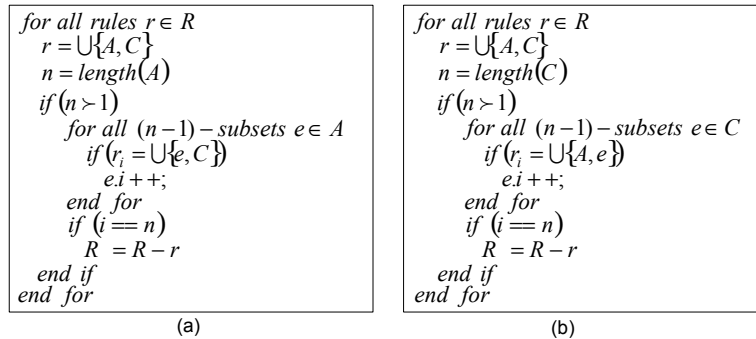 for all rules r ∈ R
r = ∪{A, C}
n = length(A)
if (n ≻ 1)
for all (n − 1) − subsets e ∈ A
if (r_i = ∪{e, C})
e.i + +;
end for
if (i == n)
R = R − r
end if
end for
(a)
for all rules r ∈ R
r = ∪{A, C}
n = length(C)
if (n ≻ 1)
for all (n − 1) − subsets e ∈ C
if (r_i = ∪{A, e})
e.i + +;
end for
if (i == n)
R = R − r
end if
end for
(b)